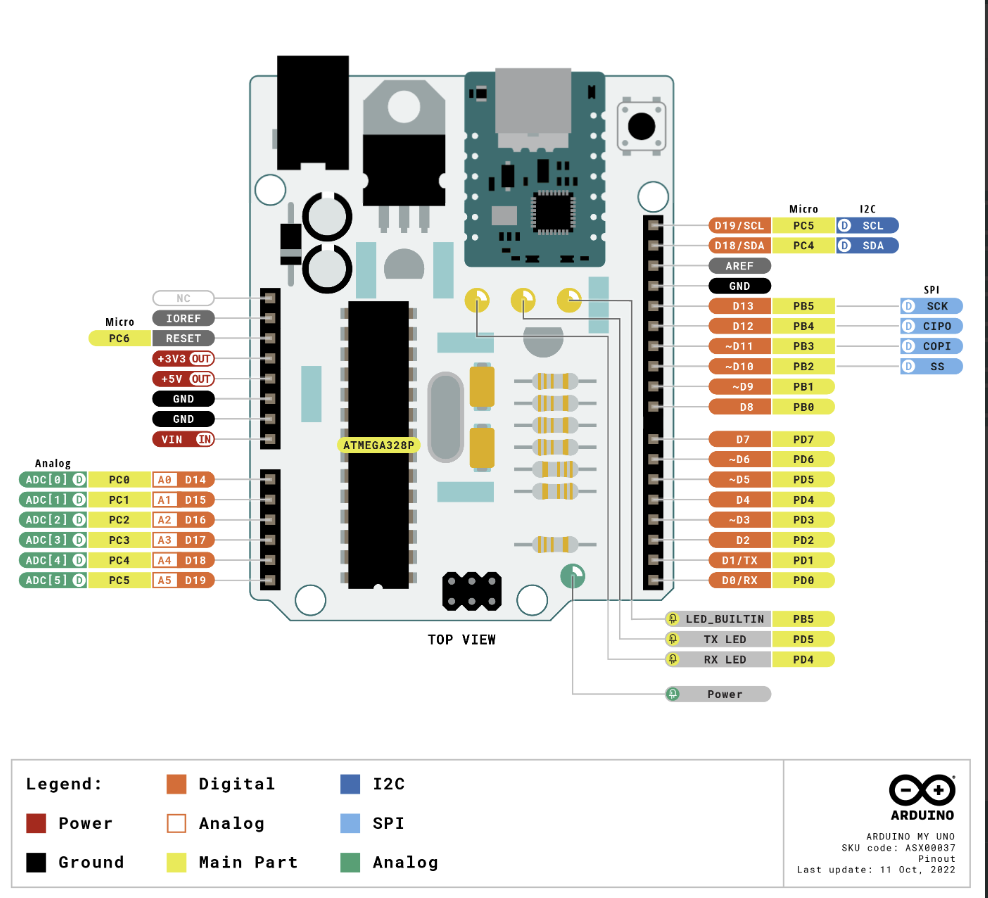 Micro I2C
D19/SCL PC5 D SCL
D18/SDA PC4 D SDA
AREF
GND
SPI
D13 PB5 D SCK
D12 PB4 D CIPO
~D11 PB3 D COPI
~D10 PB2 D SS
~D9 PB1
D8 PB0
D7 PD7
~D6 PD6
~D5 PD5
D4 PD4
~D3 PD3
D2 PD2
D1/TX PD1
D0/RX PD0
NC
IOREF
Micro
PC6 RESET
+3V3 OUT
+5V OUT
GND
GND
VIN IN
ATMEGA328P
Analog
ADC[0] D PC0 A0 D14
ADC[1] D PC1 A1 D15
ADC[2] D PC2 A2 D16
ADC[3] D PC3 A3 D17
ADC[4] D PC4 A4 D18
ADC[5] D PC5 A5 D19
LED_BUILTIN PB5
TX LED PD5
RX LED PD4
Power
TOP VIEW
Legend:
Power
Ground
Digital
Analog
Main Part
I2C
SPI
Analog
ARDUINO
ARDUINO MY UNO
SKU code: ASX00037
Pinout
Last update: 11 Oct, 2022